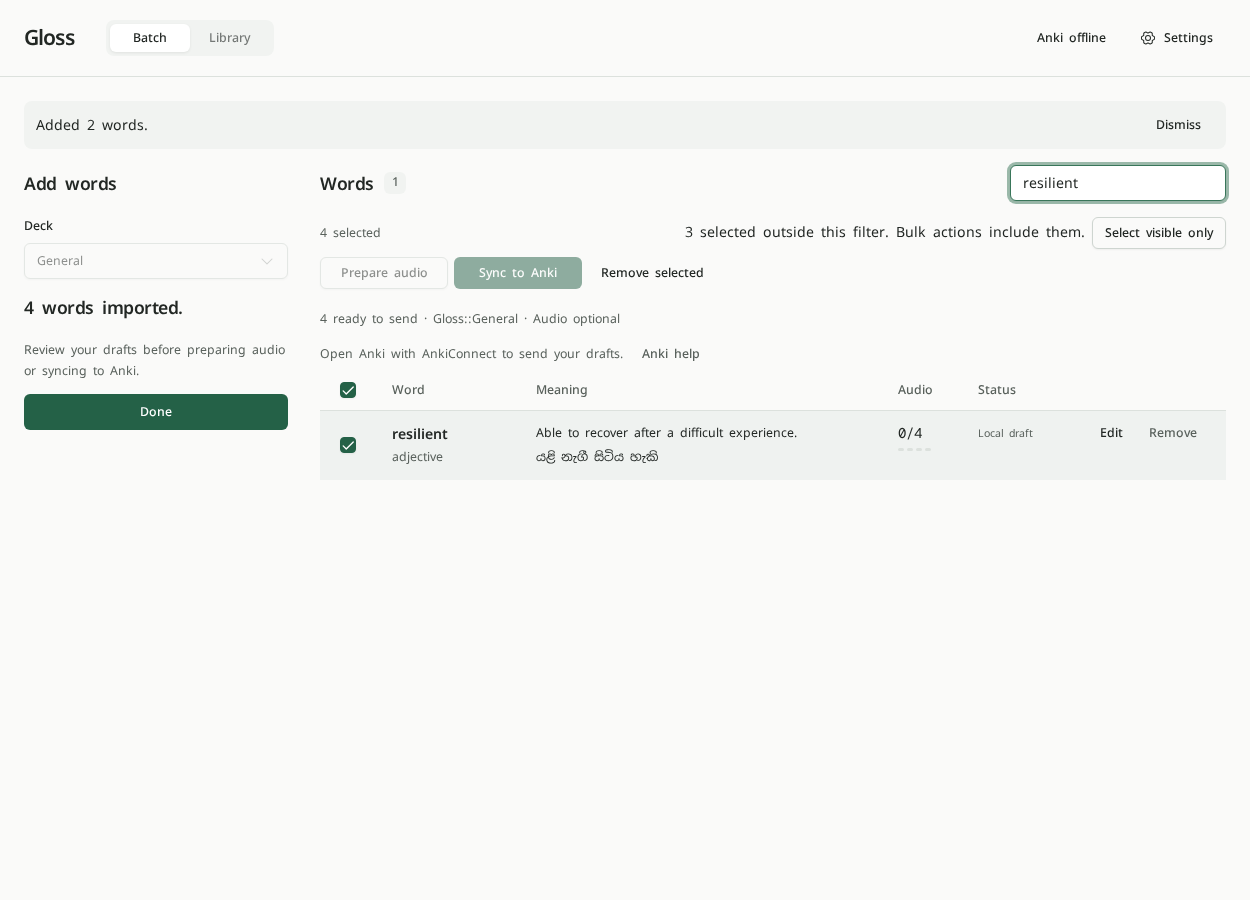 Gloss
Batch
Library
Anki offline
Settings
Added 2 words.
Dismiss
Add words
Deck
General
4 words imported.
Review your drafts before preparing audio
or syncing to Anki.
Done
Words 1
resilient
4 selected
3 selected outside this filter. Bulk actions include them.
Select visible only
Prepare audio
Sync to Anki
Remove selected
4 ready to send · Gloss::General · Audio optional
Open Anki with AnkiConnect to send your drafts. Anki help
Word Meaning Audio Status
resilient
adjective
Able to recover after a difficult experience.
යළි නැගී සිටිය හැකි
0/4
Local draft
Edit
Remove